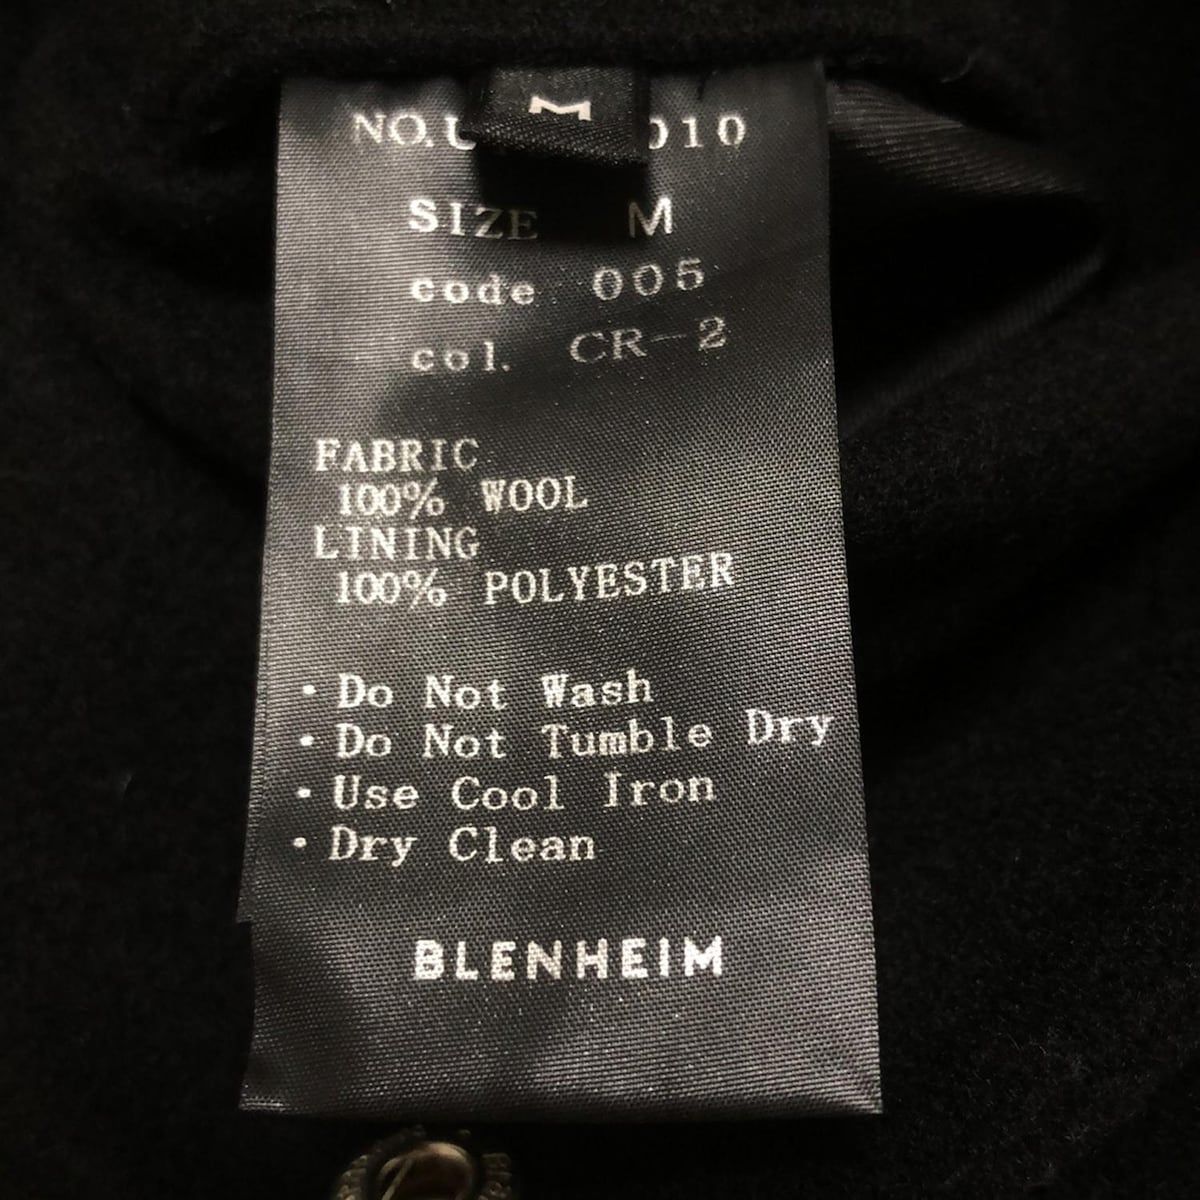 M
NO.U 010
SIZE M
code 005
col. CR-2
FABRIC
100% WOOL
LINING
100% POLYESTER
・Do Not Wash
・Do Not Tumble Dry
・Use Cool Iron
・Dry Clean
BLENHEIM